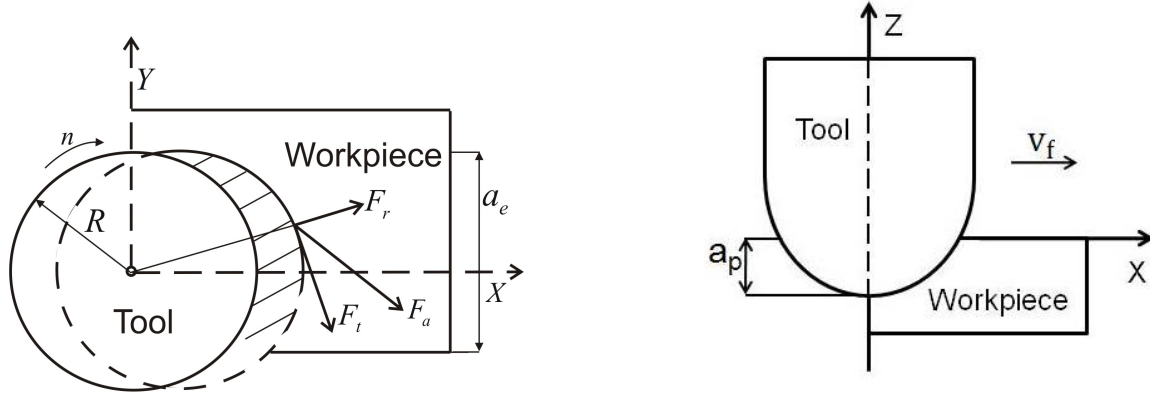 Y
n
Workpiece
a_e
F_r
R
X
Tool
F_t
F_a
Z
Tool
v_f
a_p
X
Workpiece